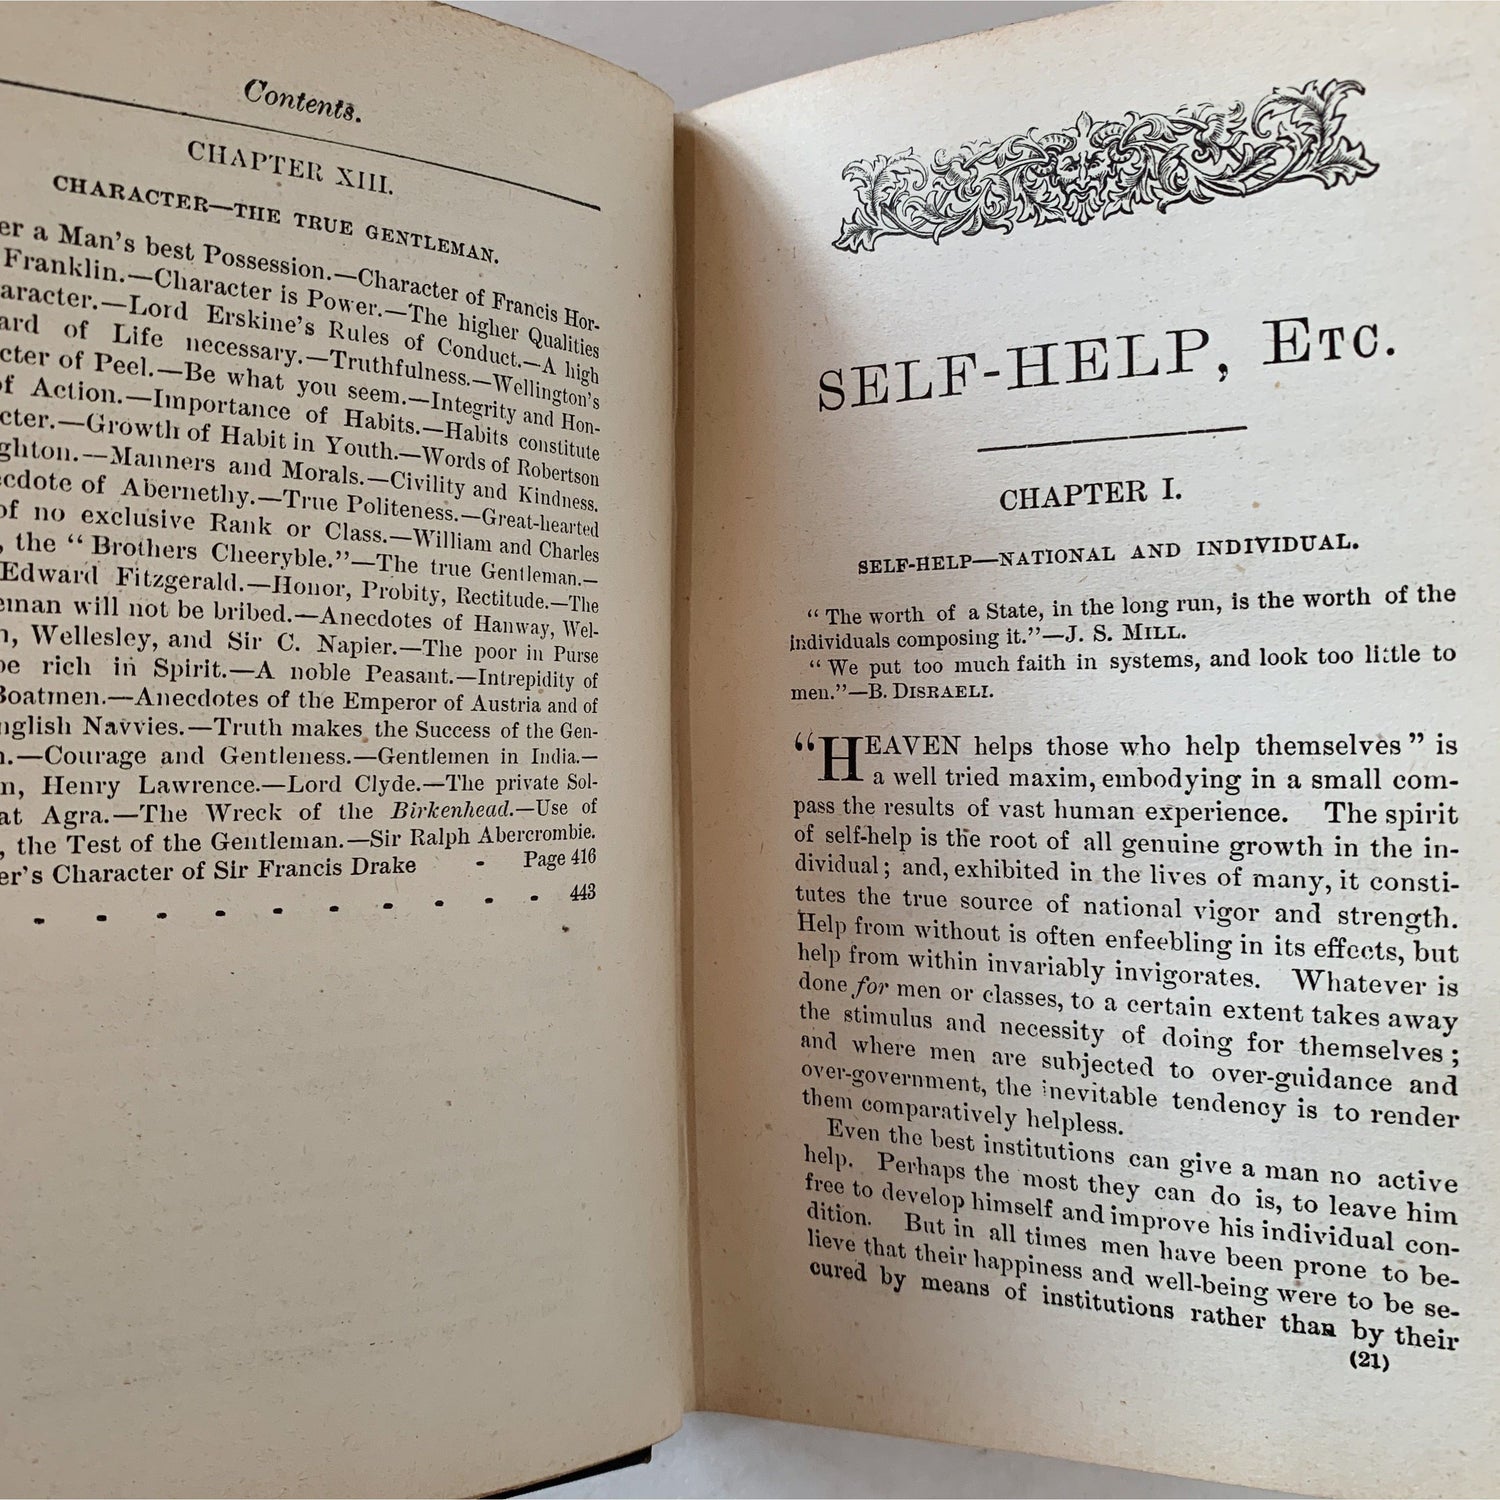 Contents.
CHAPTER XIII.
CHARACTER—THE TRUE GENTLEMAN.
a Man's best Possession.—Character of Francis Hor-
Franklin.—Character is Power.—The higher Qualities
Lord Erskine's Rules of Conduct.—A high
of Life necessary.—Truthfulness.—Wellington's
of Peel.—Be what you seem.—Integrity and Hon-
of Action.—Importance of Habits.—Habits constitute
Growth of Habit in Youth.—Words of Robertson
Manners and Morals.—Civility and Kindness.
of Abernethy.—True Politeness.—Great-hearted
of no exclusive Rank or Class.—William and Charles
the "Brothers Cheeryble."—The true Gentleman.—
Edward Fitzgerald.—Honor, Probity, Rectitude.—The
will not be bribed.—Anecdotes of Hanway, Wel-
Wellesley, and Sir C. Napier.—The poor in Purse
rich in Spirit.—A noble Peasant.—Intrepidity of
Boatmen.—Anecdotes of the Emperor of Austria and of
Navvies.—Truth makes the Success of the Gen-
Courage and Gentleness.—Gentlemen in India.—
Henry Lawrence.—Lord Clyde.—The private Sol-
at Agra.—The Wreck of the Birkenhead.—Use of
the Test of the Gentleman.—Sir Ralph Abercrombie.
Character of Sir Francis Drake - Page 416
443
SELF-HELP, ETC.
CHAPTER I.
SELF-HELP—NATIONAL AND INDIVIDUAL.
"The worth of a State, in the long run, is the worth of the
individuals composing it."—J. S. MILL.
"We put too much faith in systems, and look too little to
men."—B. DISRAELI.
"HEAVEN helps those who help themselves" is
a well tried maxim, embodying in a small com-
pass the results of vast human experience. The spirit
of self-help is the root of all genuine growth in the in-
dividual; and, exhibited in the lives of many, it consti-
tutes the true source of national vigor and strength.
Help from without is often enfeebling in its effects, but
help from within invariably invigorates. Whatever is
done for men or classes, to a certain extent takes away
the stimulus and necessity of doing for themselves;
and where men are subjected to over-guidance and
over-government, the inevitable tendency is to render
them comparatively helpless.
Even the best institutions can give a man no active
help. Perhaps the most they can do is, to leave him
free to develop himself and improve his individual con-
dition. But in all times men have been prone to be-
lieve that their happiness and well-being were to be se-
cured by means of institutions rather than by their
(21)